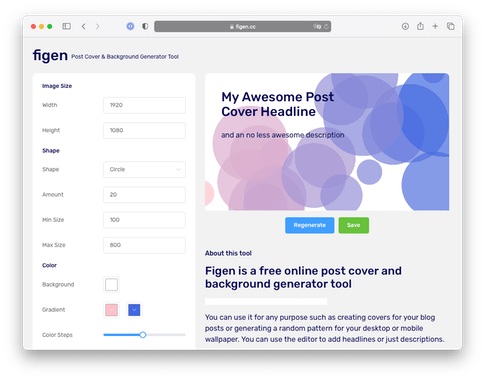 figen.cc
figen Post Cover & Background Generator Tool
Image Size
Width 1920
Height 1080
Shape
Shape Circle
Amount 20
Min Size 100
Max Size 800
Color
Background
Gradient
Color Steps
My Awesome Post
Cover Headline
and an no less awesome description
Regenerate Save
About this tool
Figen is a free online post cover and
background generator tool
You can use it for any purpose such as creating covers for your blog
posts or generating a random pattern for your desktop or mobile
wallpaper. You can use the editor to add headlines or just descriptions.